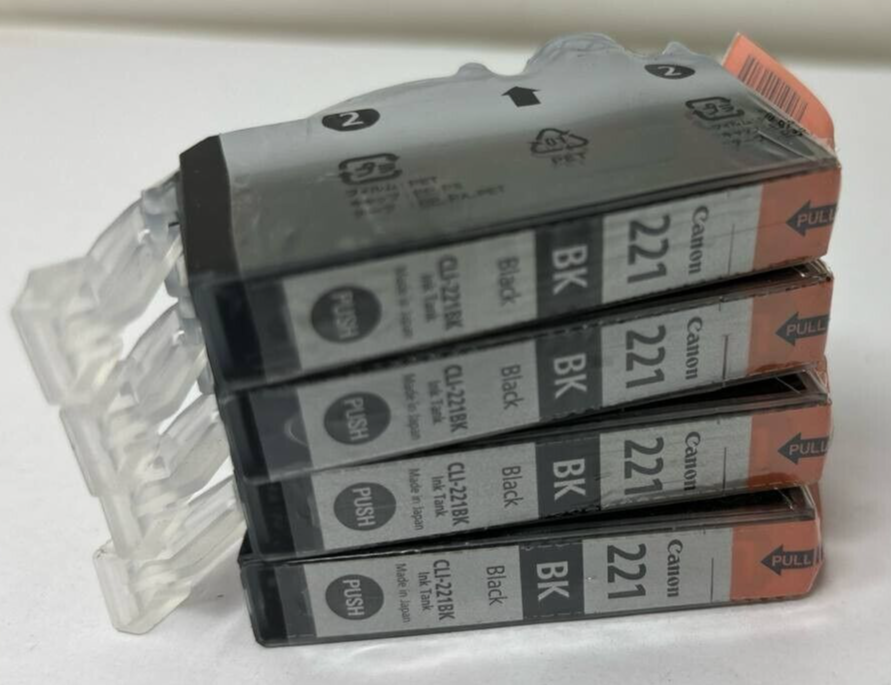 2
2
PET
PULL
Canon
221
BK
Black
CLI-221BK
Ink Tank
Made in Japan
PUSH
PULL
Canon
221
BK
Black
CLI-221BK
Ink Tank
Made in Japan
PUSH
PULL
Canon
221
BK
Black
CLI-221BK
Ink Tank
Made in Japan
PUSH
PULL
Canon
221
BK
Black
CLI-221BK
Ink Tank
Made in Japan
PUSH